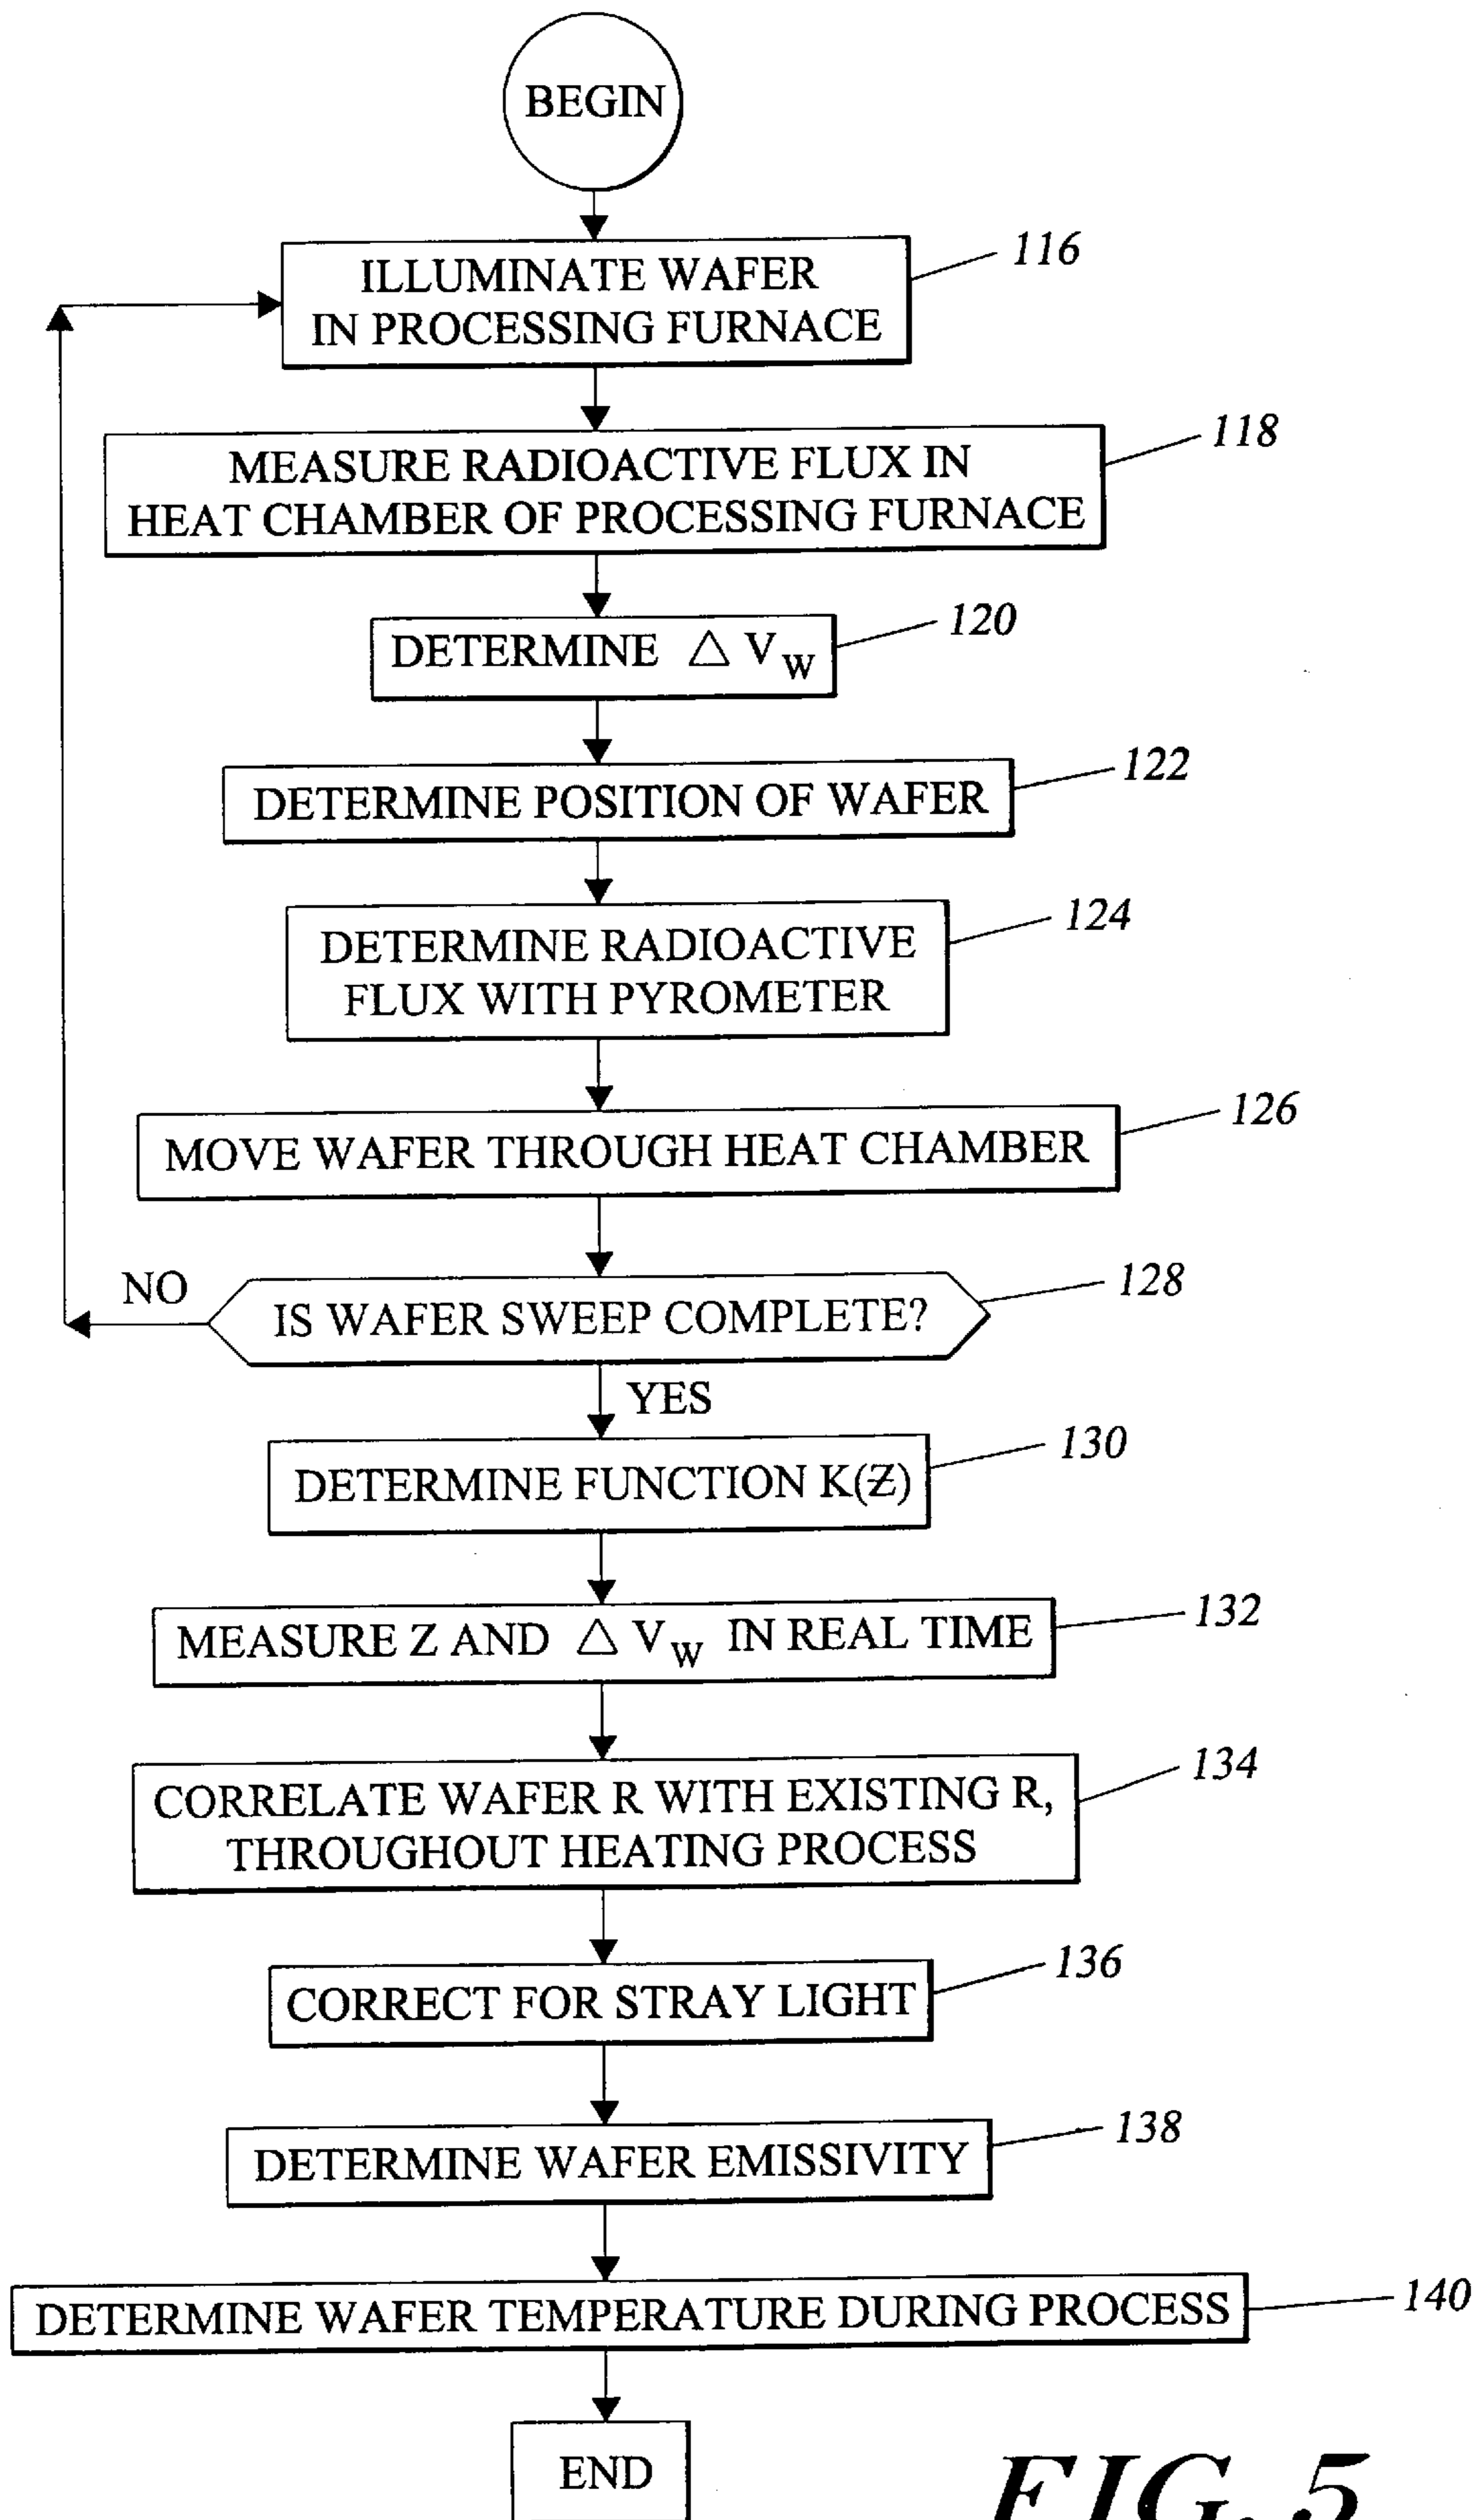 BEGIN
ILLUMINATE WAFER
IN PROCESSING FURNACE
116
MEASURE RADIOACTIVE FLUX IN
HEAT CHAMBER OF PROCESSING FURNACE
118
DETERMINE △ V_W
120
DETERMINE POSITION OF WAFER
122
DETERMINE RADIOACTIVE
FLUX WITH PYROMETER
124
MOVE WAFER THROUGH HEAT CHAMBER
126
IS WAFER SWEEP COMPLETE?
128
NO
YES
DETERMINE FUNCTION K(Ƶ)
130
MEASURE Z AND △ V_W IN REAL TIME
132
CORRELATE WAFER R WITH EXISTING R,
THROUGHOUT HEATING PROCESS
134
CORRECT FOR STRAY LIGHT
136
DETERMINE WAFER EMISSIVITY
138
DETERMINE WAFER TEMPERATURE DURING PROCESS
140
END
FIG. 5